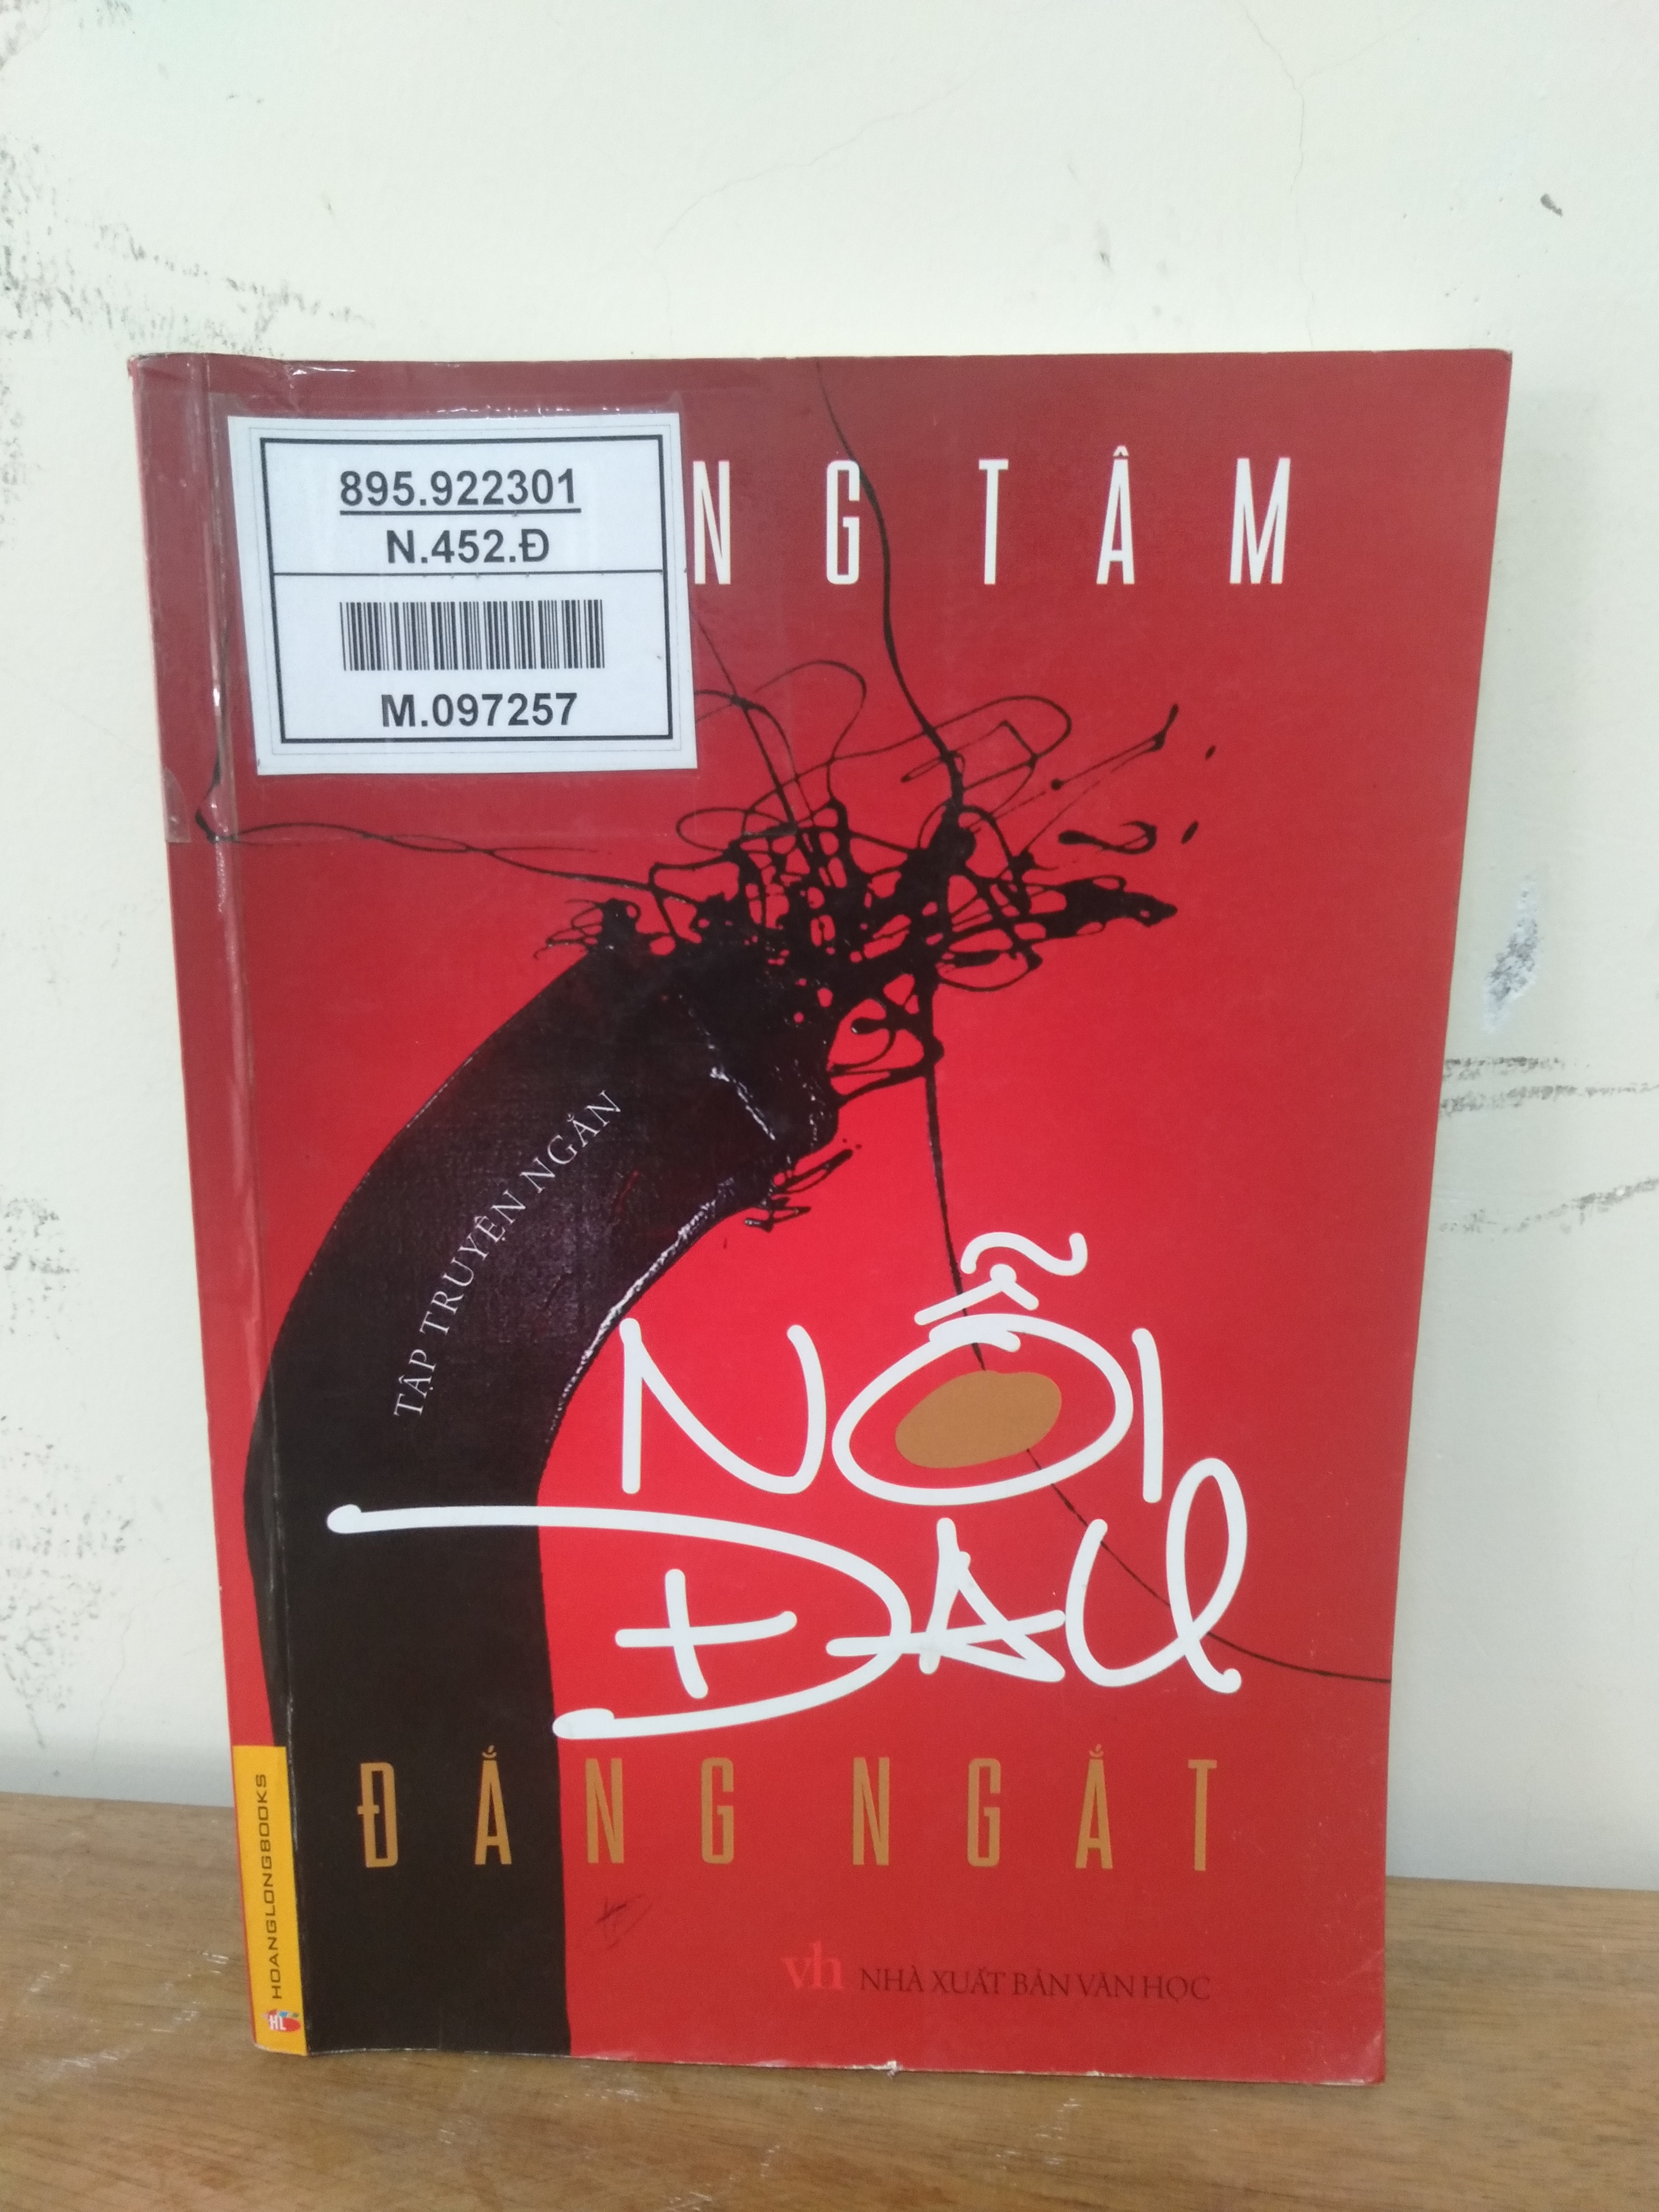 895.922301
N.452.Đ
M.097257
NG TÂM
TẬP TRUYỆN NGẮN
NỖI
ĐAU
ĐẮNG NGẮT
HOANGLONGBOOKS
HL
vh NHÀ XUẤT BẢN VĂN HỌC